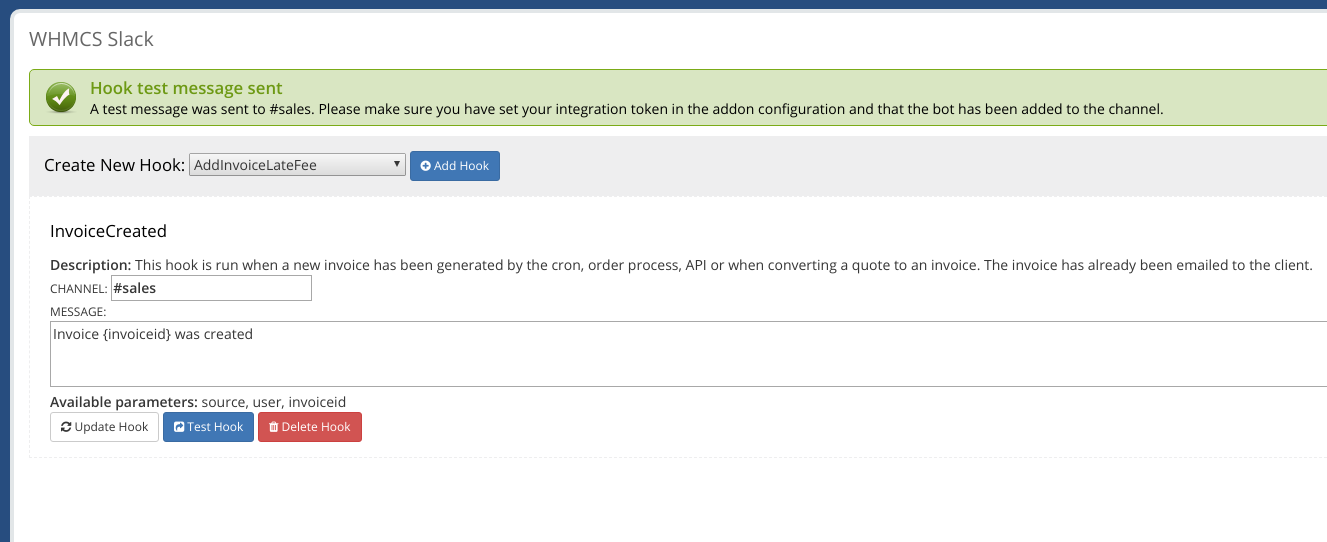 WHMCS Slack
Hook test message sent
A test message was sent to #sales. Please make sure you have set your integration token in the addon configuration and that the bot has been added to the channel.
Create New Hook: AddInvoiceLateFee Add Hook
InvoiceCreated
Description: This hook is run when a new invoice has been generated by the cron, order process, API or when converting a quote to an invoice. The invoice has already been emailed to the client.
CHANNEL: #sales
MESSAGE:
Invoice {invoiceid} was created
Available parameters: source, user, invoiceid
Update Hook Test Hook Delete Hook